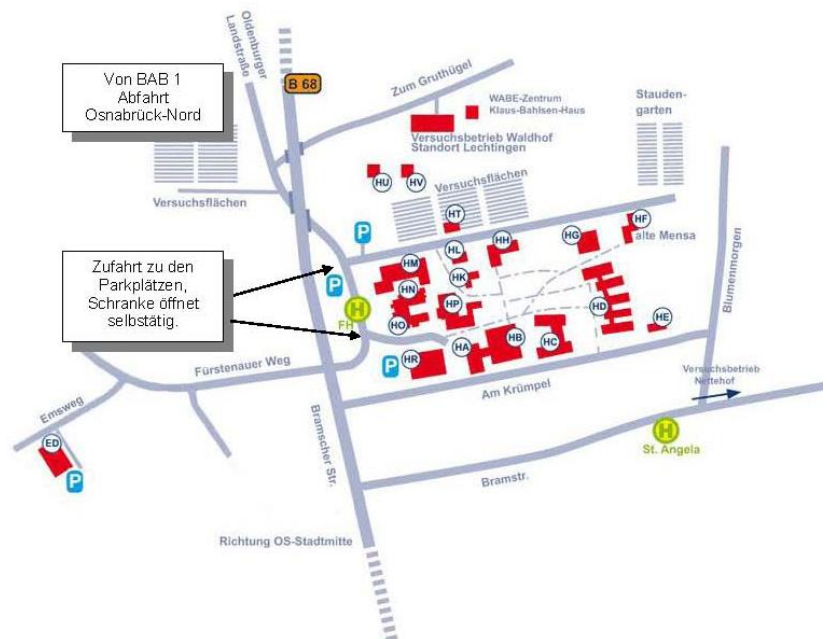 Oldenburger
Landstraße
Von BAB 1
Abfahrt
Osnabrück-Nord
B 68
Zum Gruthügel
WABE-Zentrum
Klaus-Bahlsen-Haus
Stauden-
garten
Versuchsbetrieb Waldhof
Standort Lechtingen
Versuchsflächen
HU
HV
Versuchsflächen
HT
HF
P
HL
HH
HG
alte Mensa
Blumenmorgen
Zufahrt zu den
Parkplätzen,
Schranke öffnet
selbstätig.
HM
P
HN
HK
H
FH
HP
HD
HO
HE
HR
HA
HB
HC
P
Fürstenauer Weg
Am Krümpel
Versuchsbetrieb
Nettehof
Emsweg
ED
P
Bramscher Str.
H
St. Angela
Bramstr.
Richtung OS-Stadtmitte